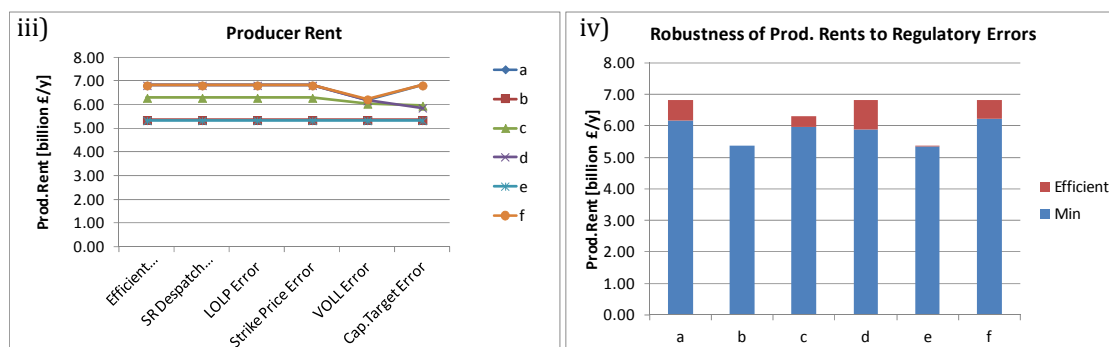 iii)
Producer Rent
Prod.Rent [billion £/y]
8.00
7.00
6.00
5.00
4.00
3.00
2.00
1.00
0.00
Efficient...
SR Despatch...
LOLP Error
Strike Price Error
VOLL Error
Cap.Target Error
a
b
c
d
e
f
iv)
Robustness of Prod. Rents to Regulatory Errors
Prod.Rent [billion £/y]
8.00
7.00
6.00
5.00
4.00
3.00
2.00
1.00
0.00
a b c d e f
Efficient
Min